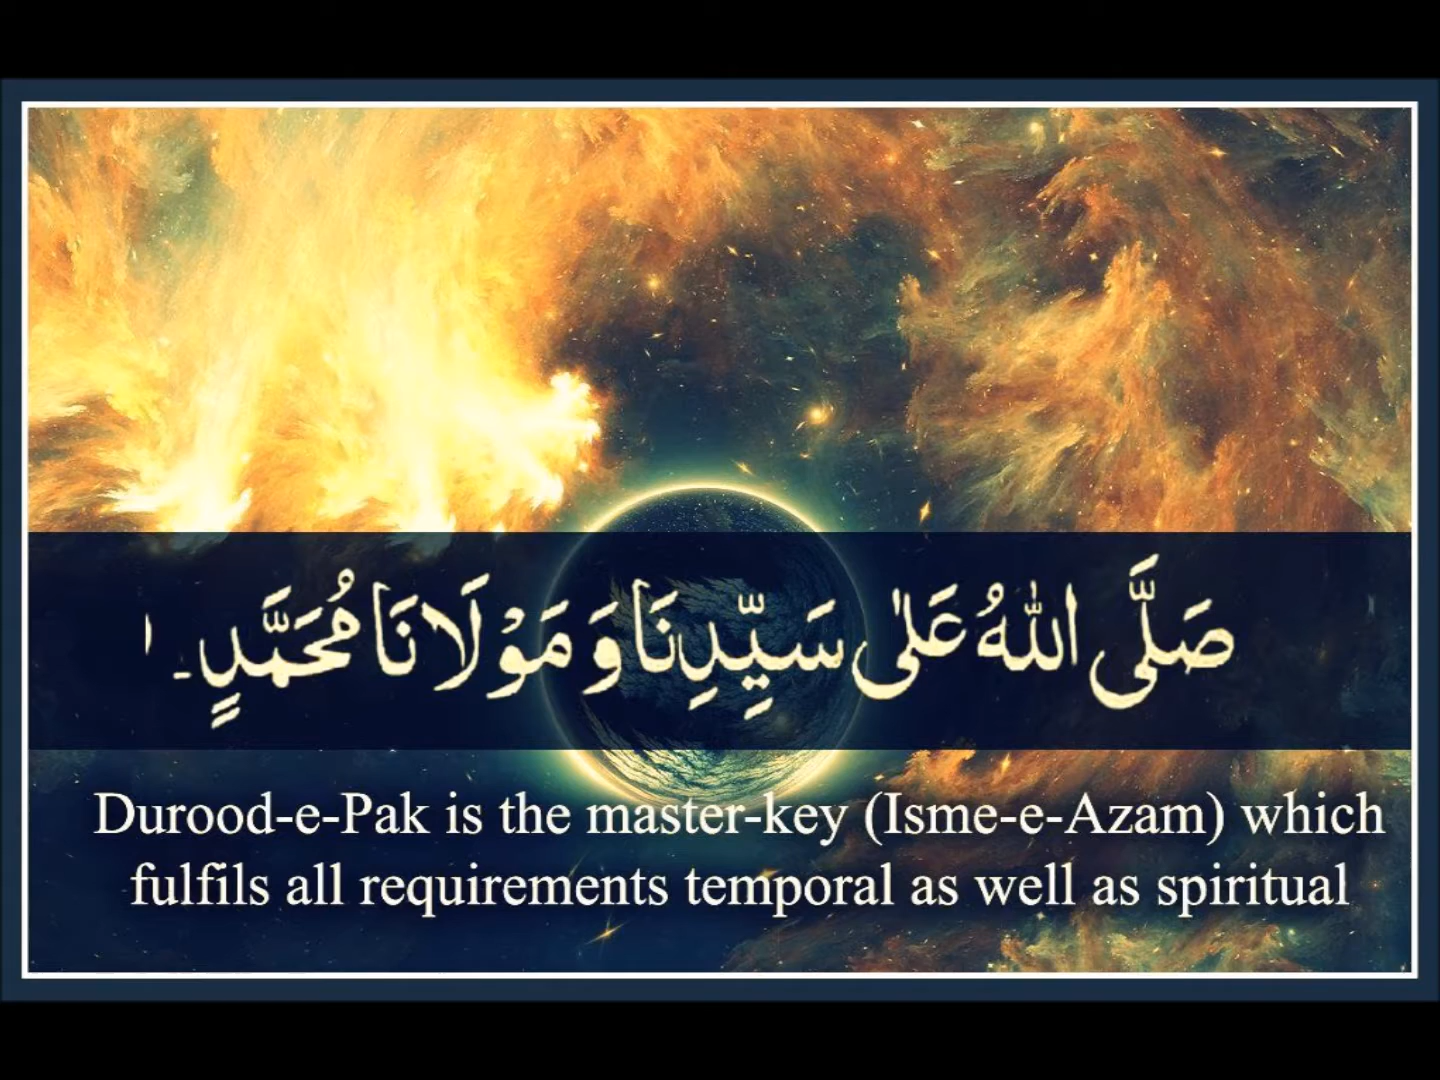 صَلَّى اللهُ عَلٰى سَيِّدِنَا وَ مَوْلَانَا مُحَمَّدٍ۔
Durood-e-Pak is the master-key (Isme-e-Azam) which
fulfils all requirements temporal as well as spiritual